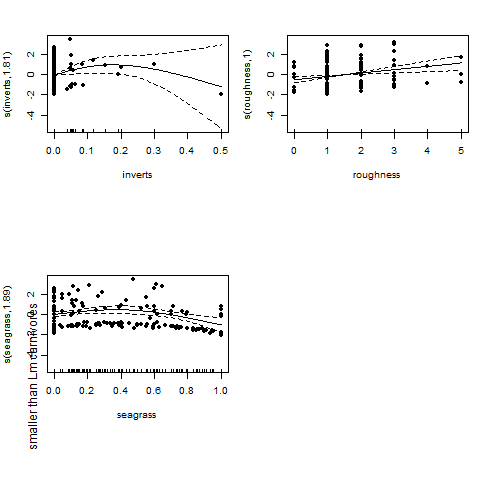 s(inverts,1.81)
2
0
-2
-4
0.0 0.1 0.2 0.3 0.4 0.5
inverts
s(roughness,1)
2
0
-2
-4
0 1 2 3 4 5
roughness
s(seagrass,1.89)
2
0.0 0.2 0.4 0.6 0.8 1.0
seagrass
smaller than Lm carnivores